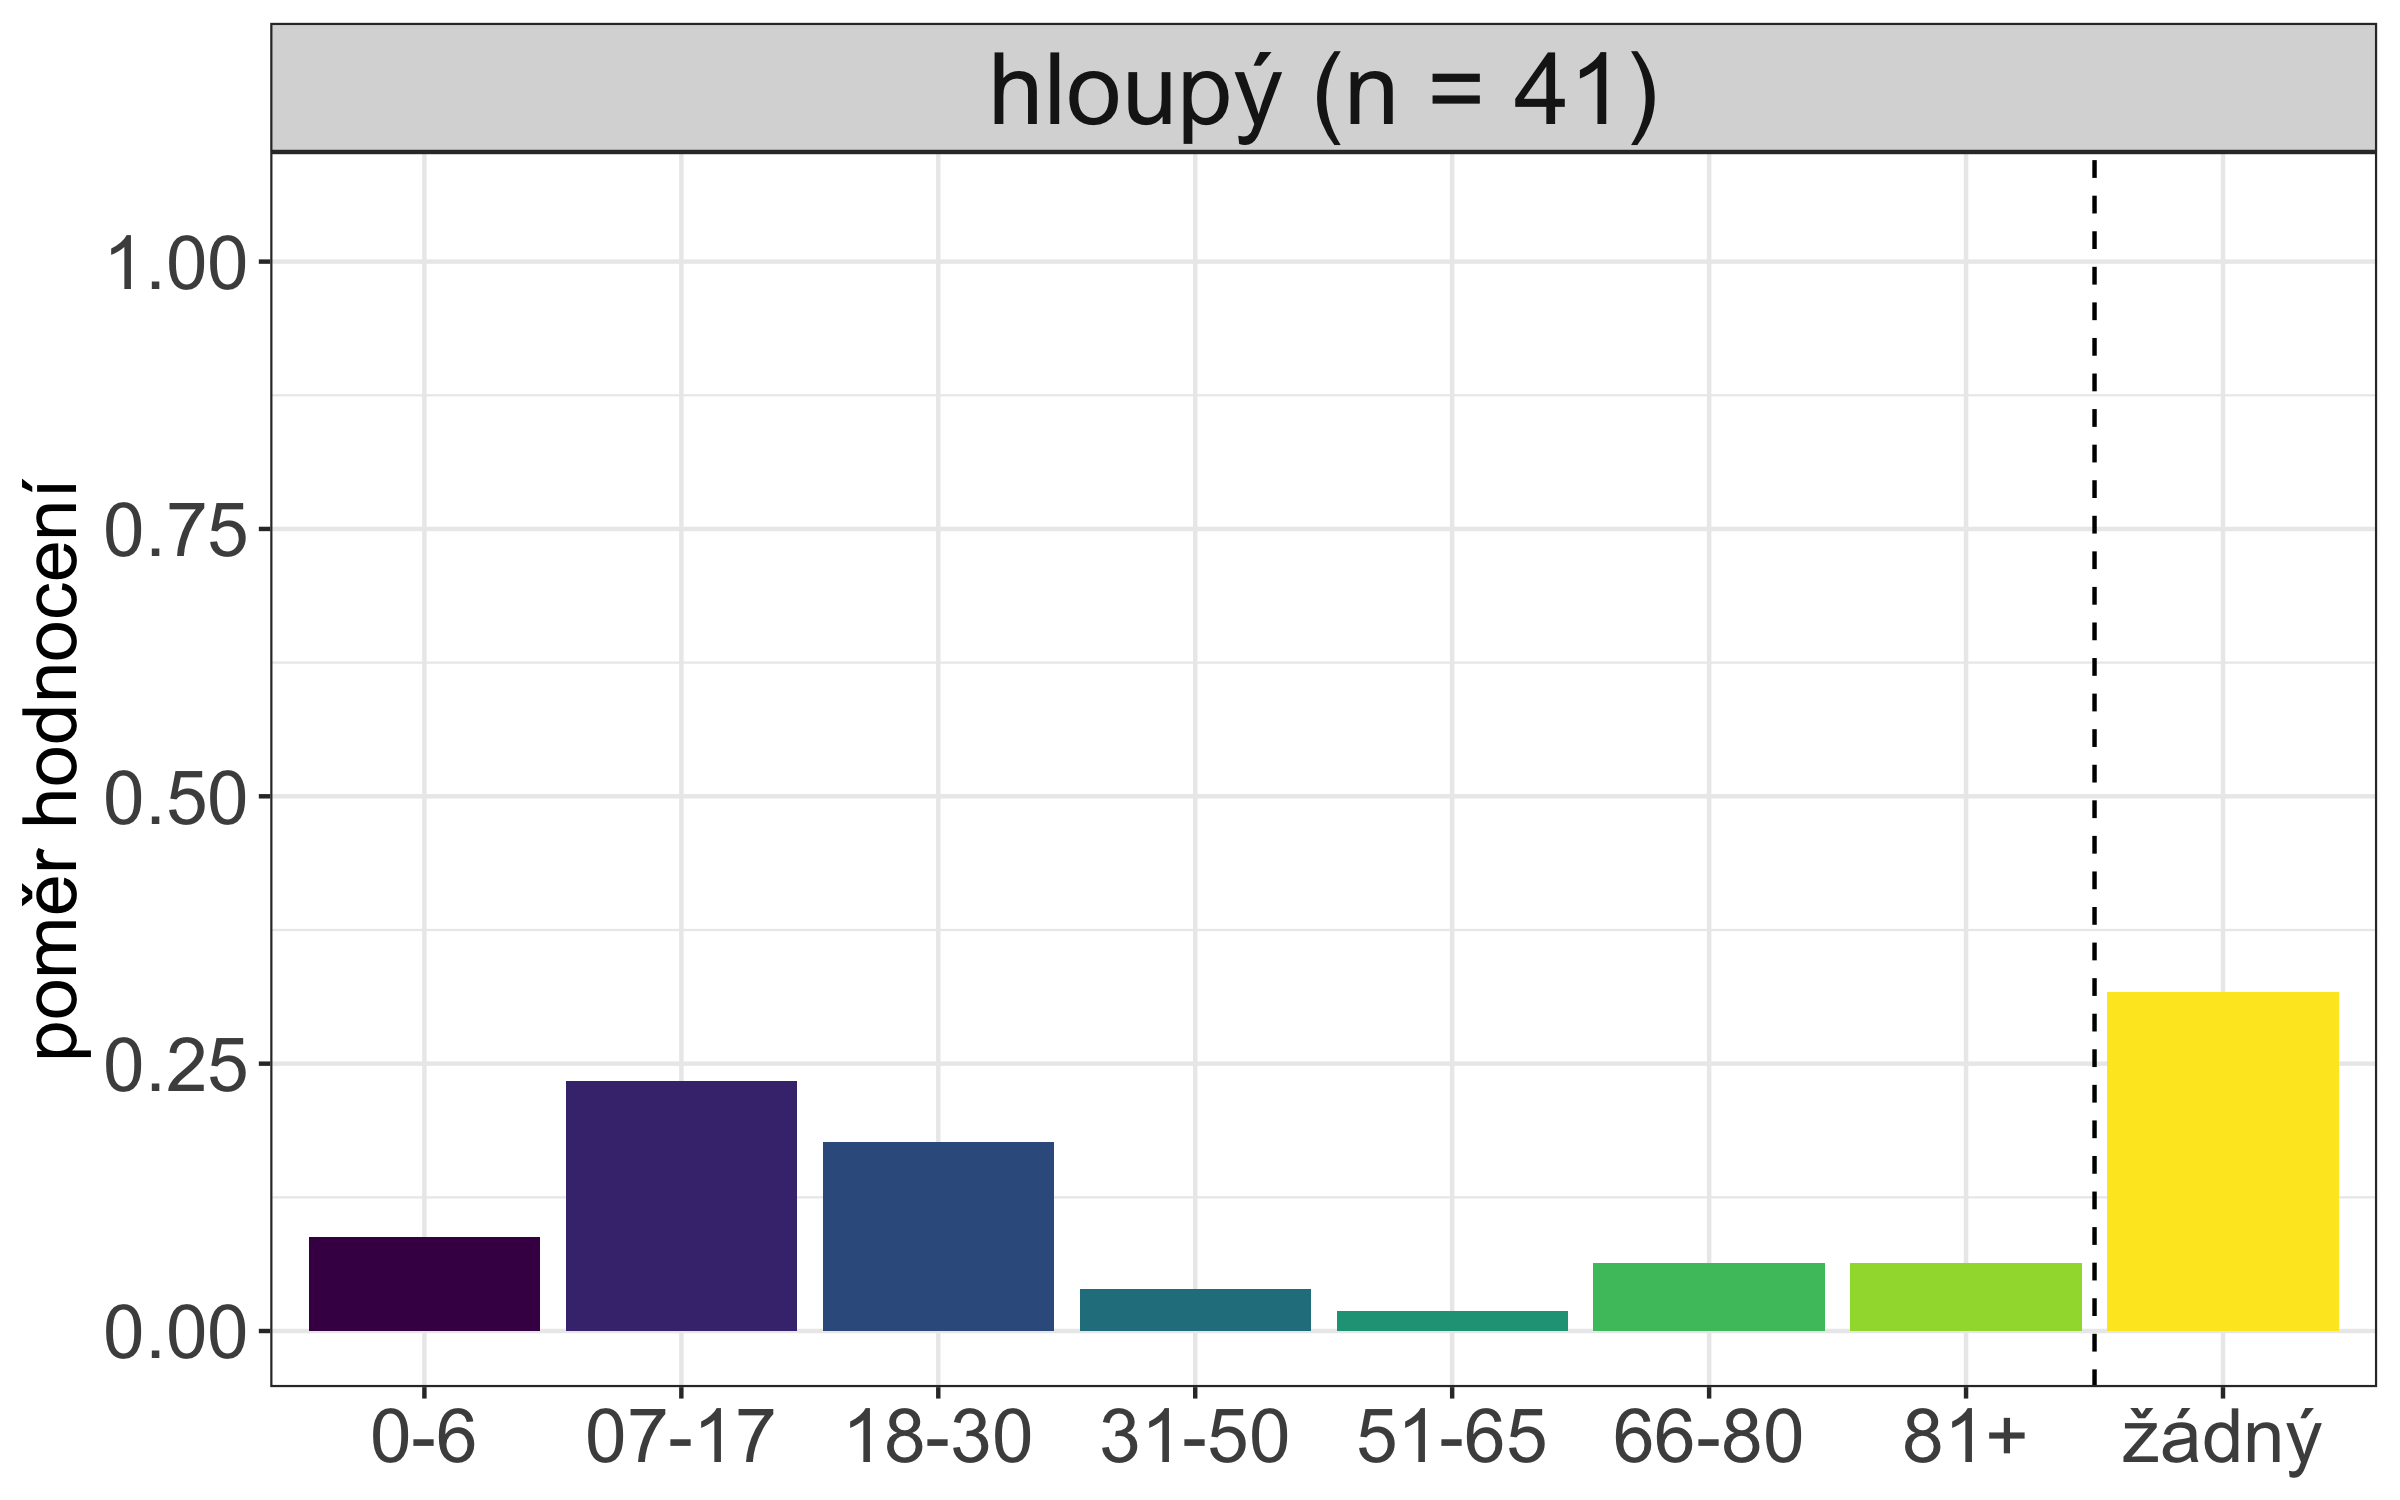 hloupý (n = 41)
poměr hodnocení
1.00
0.75
0.50
0.25
0.00
0-6 07-17 18-30 31-50 51-65 66-80 81+ žádný